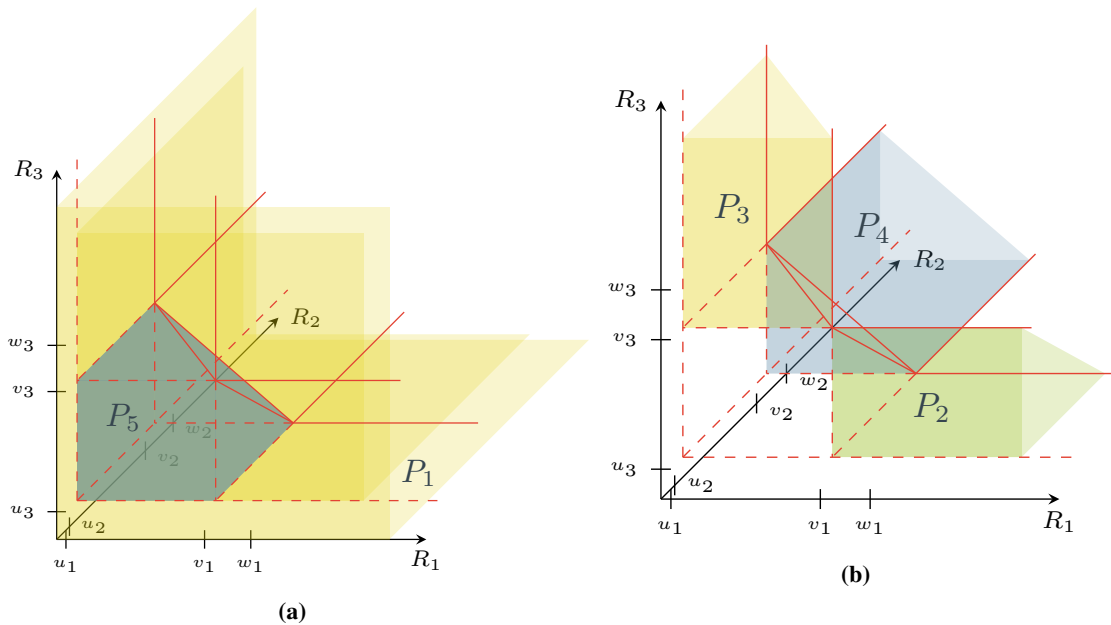 R₃
w₃
v₃
u₃
P₅
R₂
w₂
v₂
u₂
P₁
u₁
v₁
w₁
R₁
(a)
R₃
w₃
v₃
u₃
P₃
P₄
R₂
w₂
v₂
u₂
P₂
u₁
v₁
w₁
R₁
(b)